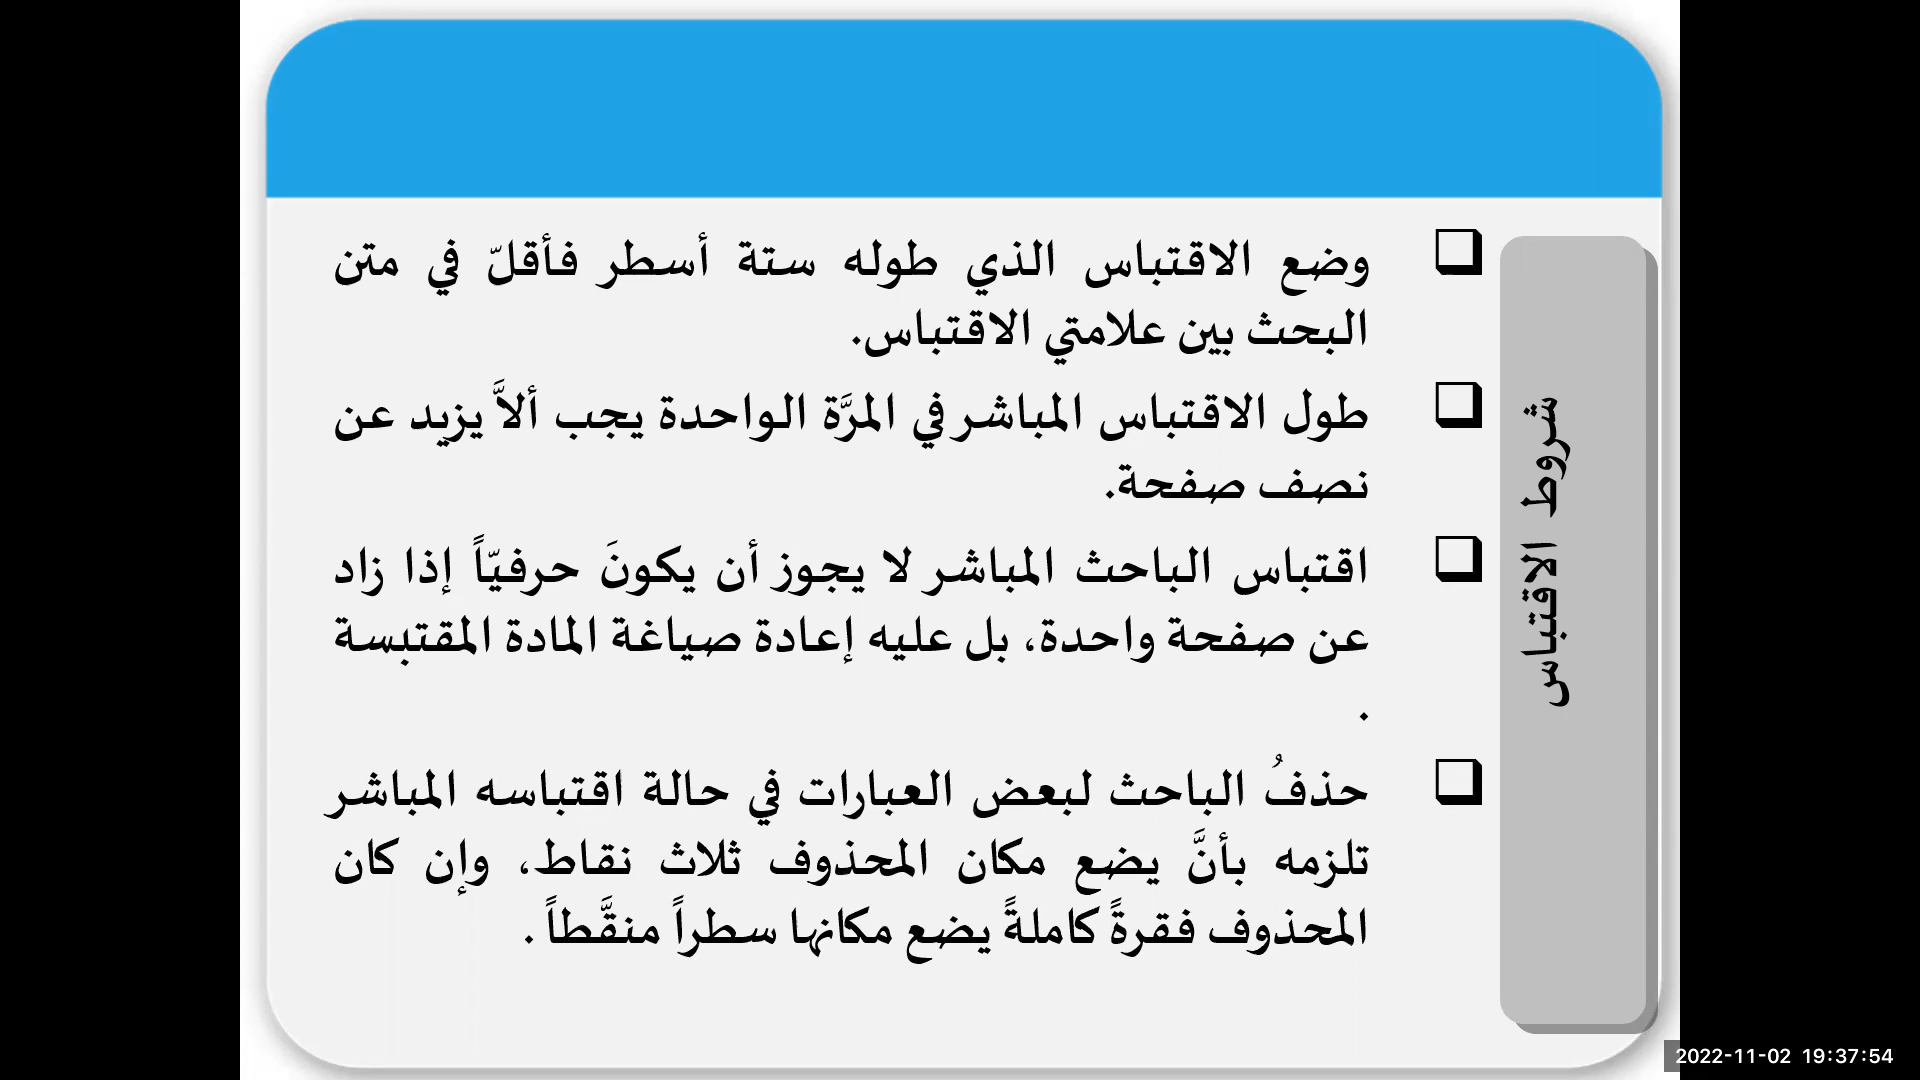 شروط الاقتباس
وضع الاقتباس الذي طوله ستة أسطر فأقلّ في متن
البحث بين علامتي الاقتباس.
طول الاقتباس المباشر في المرَّة الواحدة يجب ألاَّ يزيد عن
نصف صفحة.
اقتباس الباحث المباشر لا يجوز أن يكونَ حرفيّاً إذا زاد
عن صفحة واحدة، بل عليه إعادة صياغة المادة المقتبسة
.
حذفُ الباحث لبعض العبارات في حالة اقتباسه المباشر
تلزمه بأنَّ يضع مكان المحذوف ثلاث نقاط، وإن كان
المحذوف فقرةً كاملةً يضع مكانها سطراً منقَّطاً .
2022-11-02 19:37:54